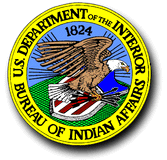 U.S. DEPARTMENT OF THE INTERIOR
1824
BUREAU OF INDIAN AFFAIRS